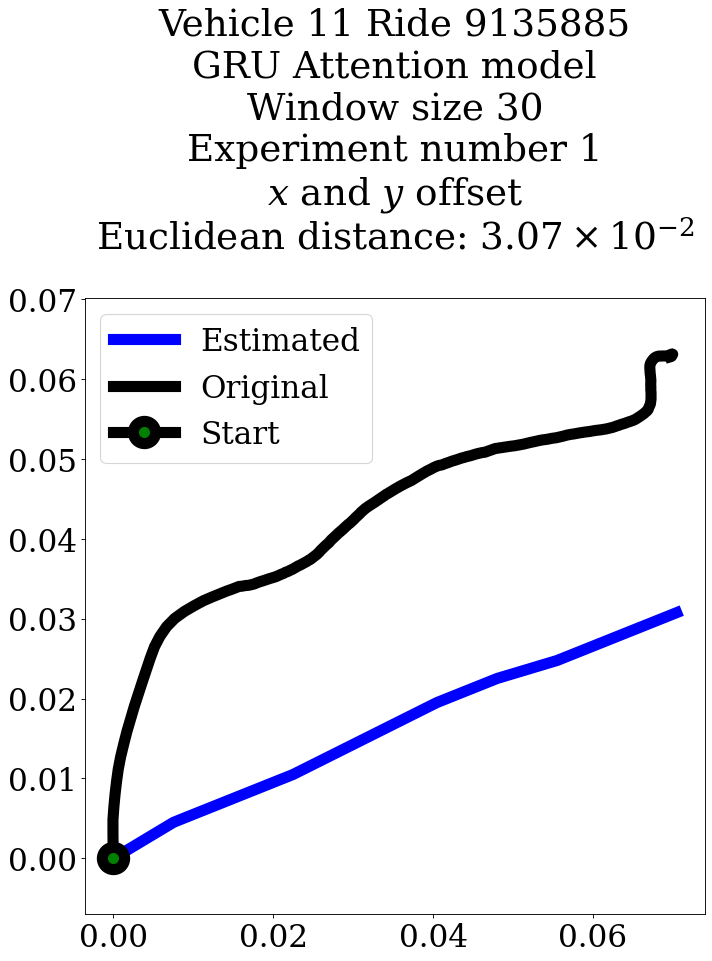 Vehicle 11 Ride 9135885
GRU Attention model
Window size 30
Experiment number 1
x and y offset
Euclidean distance: 3.07 × 10⁻²
0.07
0.06
0.05
0.04
0.03
0.02
0.01
0.00
Estimated
Original
Start
0.00 0.02 0.04 0.06